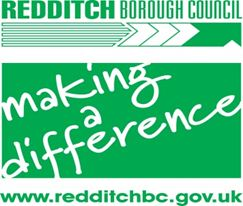 REDDITCH BOROUGH COUNCIL
making
a
difference
www.redditchbc.gov.uk